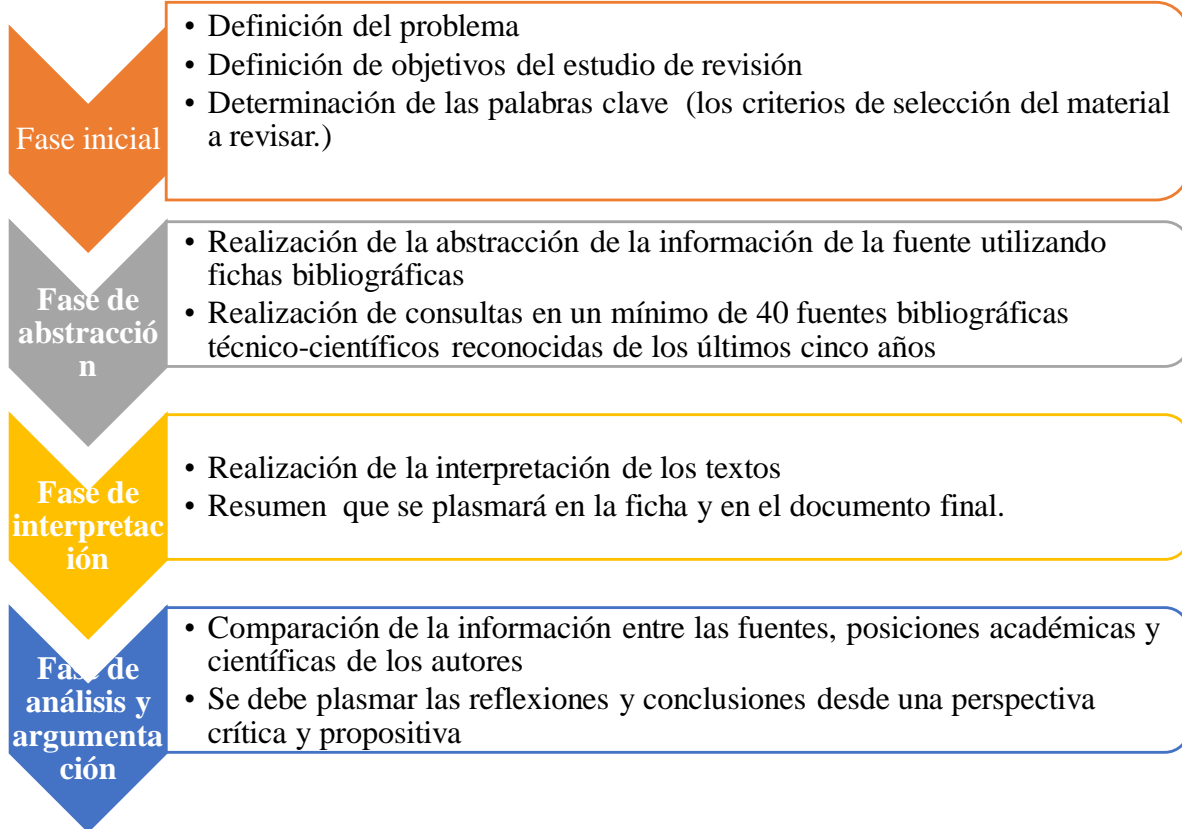 Fase inicial
• Definición del problema
• Definición de objetivos del estudio de revisión
• Determinación de las palabras clave (los criterios de selección del material
a revisar.)
Fase de
abstracció
n
• Realización de la abstracción de la información de la fuente utilizando
fichas bibliográficas
• Realización de consultas en un mínimo de 40 fuentes bibliográficas
técnico-científicos reconocidas de los últimos cinco años
Fase de
interpretac
ión
• Realización de la interpretación de los textos
• Resumen que se plasmará en la ficha y en el documento final.
Fase de
análisis y
argumenta
ción
• Comparación de la información entre las fuentes, posiciones académicas y
científicas de los autores
• Se debe plasmar las reflexiones y conclusiones desde una perspectiva
crítica y propositiva